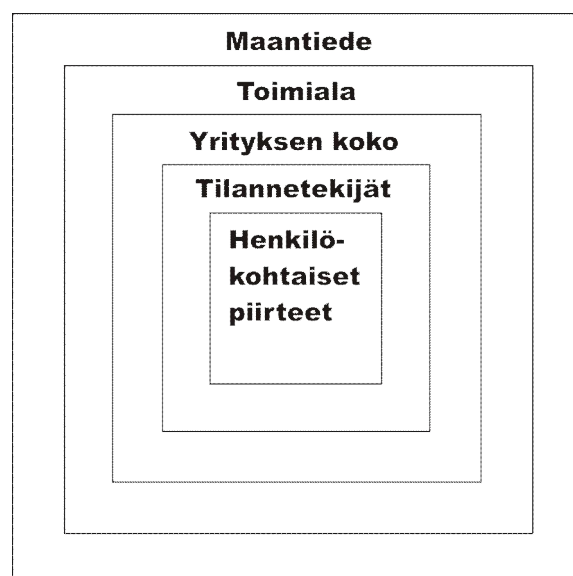 Maantiede
Toimiala
Yrityksen koko
Tilannetekijät
Henkilö-
kohtaiset
piirteet